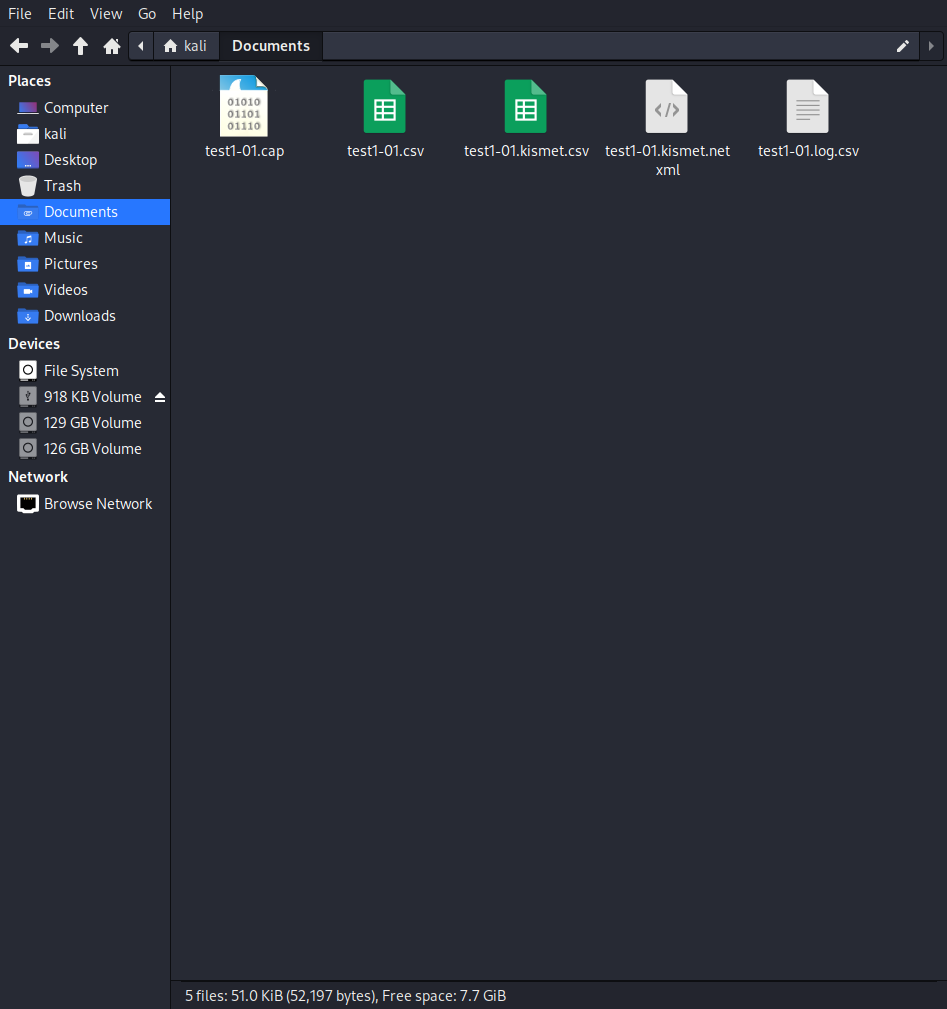 File Edit View Go Help
kali Documents
Places
Computer
kali
Desktop
Trash
Documents
Music
Pictures
Videos
Downloads
Devices
File System
918 KB Volume
129 GB Volume
126 GB Volume
Network
Browse Network
01010
01101
01110
test1-01.cap
test1-01.csv
test1-01.kismet.csv
</>
test1-01.kismet.net
xml
test1-01.log.csv
5 files: 51.0 KiB (52,197 bytes), Free space: 7.7 GiB